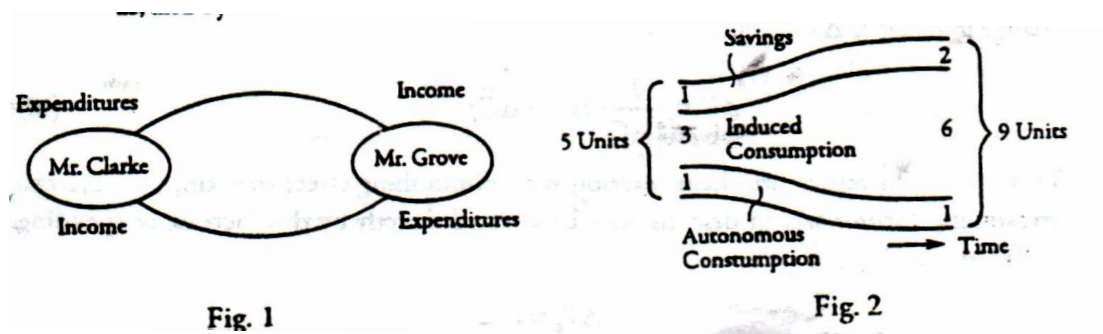 Expenditures
Income
Mr. Clarke
Mr. Grove
Income
Expenditures
Fig. 1
Savings
2
1
5 Units
3
Induced
Consumption
6
9 Units
1
1
Autonomous
Constumption
Time
Fig. 2